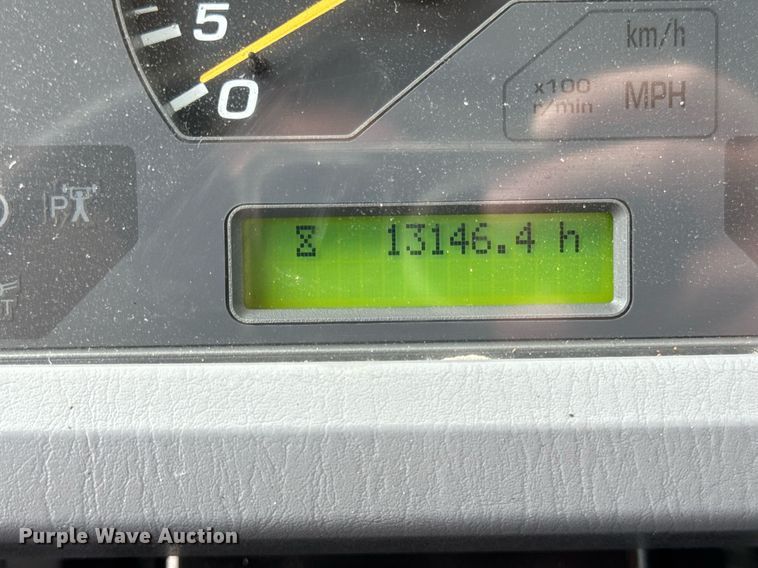 5
0
km/h
x100
r/min MPH
P
13146.4 h
Purple Wave Auction